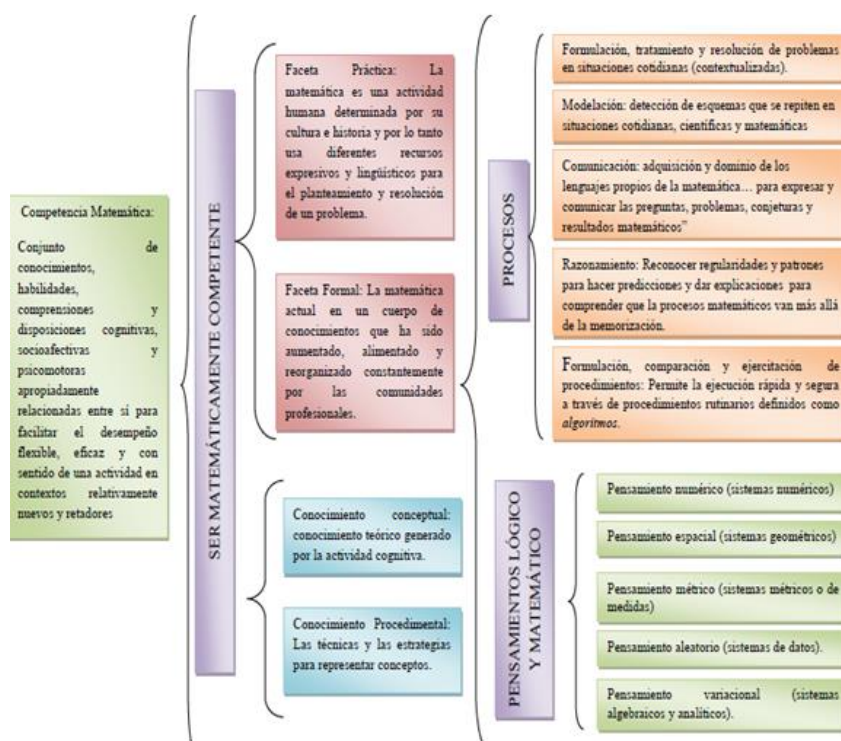 Competencia Matemática:
Conjunto de
conocimientos,
habilidades,
comprensiones y
disposiciones cognitivas,
socioafectivas y
psicomotoras
apropiadamente
relacionadas entre sí para
facilitar el desempeño
flexible, eficaz y con
sentido de una actividad en
contextos relativamente
nuevos y retadores
SER MATEMÁTICAMENTE COMPETENTE
Faceta Práctica: La
matemática es una actividad
humana determinada por su
cultura e historia y por lo tanto
usa diferentes recursos
expresivos y lingüísticos para
el planteamiento y resolución
de un problema.
Faceta Formal: La matemática
actual en un cuerpo de
conocimientos que ha sido
aumentado, alimentado y
reorganizado constantemente
por las comunidades
profesionales.
Conocimiento conceptual:
conocimiento teórico generado
por la actividad cognitiva.
Conocimiento Procedimental:
Las técnicas y las estrategias
para representar conceptos.
PROCESOS
Formulación, tratamiento y resolución de problemas
en situaciones cotidianas (contextualizadas).
Modelación: detección de esquemas que se repiten en
situaciones cotidianas, científicas y matemáticas
Comunicación: adquisición y dominio de los
lenguajes propios de la matemática… para expresar y
comunicar las preguntas, problemas, conjeturas y
resultados matemáticos”
Razonamiento: Reconocer regularidades y patrones
para hacer predicciones y dar explicaciones para
comprender que la procesos matemáticos van más allá
de la memorización.
Formulación, comparación y ejercitación de
procedimientos: Permite la ejecución rápida y segura
a través de procedimientos rutinarios definidos como
algoritmos.
PENSAMIENTOS LÓGICO
Y MATEMÁTICO
Pensamiento numérico (sistemas numéricos)
Pensamiento espacial (sistemas geométricos)
Pensamiento métrico (sistemas métricos o de
medidas)
Pensamiento aleatorio (sistemas de datos).
Pensamiento variacional (sistemas
algebraicos y analíticos).